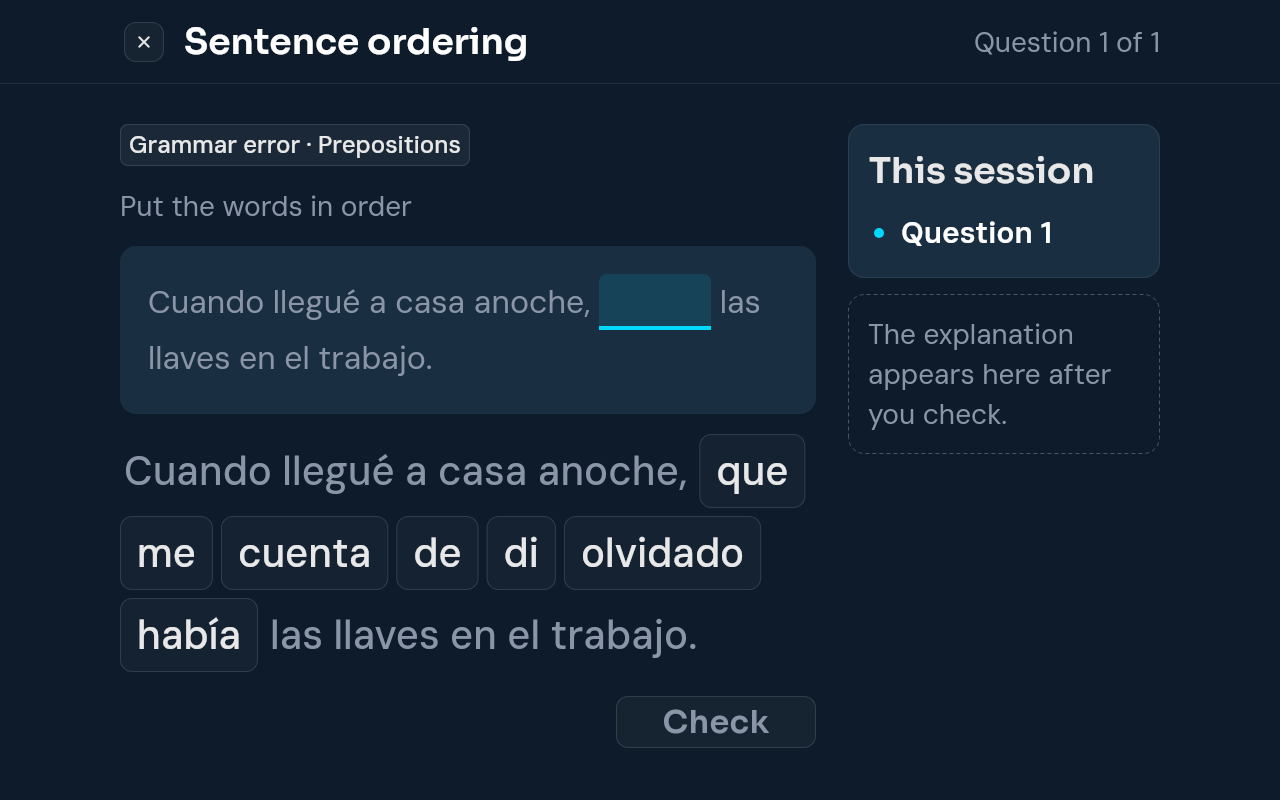 × Sentence ordering
Question 1 of 1
Grammar error · Prepositions
Put the words in order
Cuando llegué a casa anoche, las
llaves en el trabajo.
Cuando llegué a casa anoche, que
me cuenta de di olvidado
había las llaves en el trabajo.
Check
This session
Question 1
The explanation
appears here after
you check.